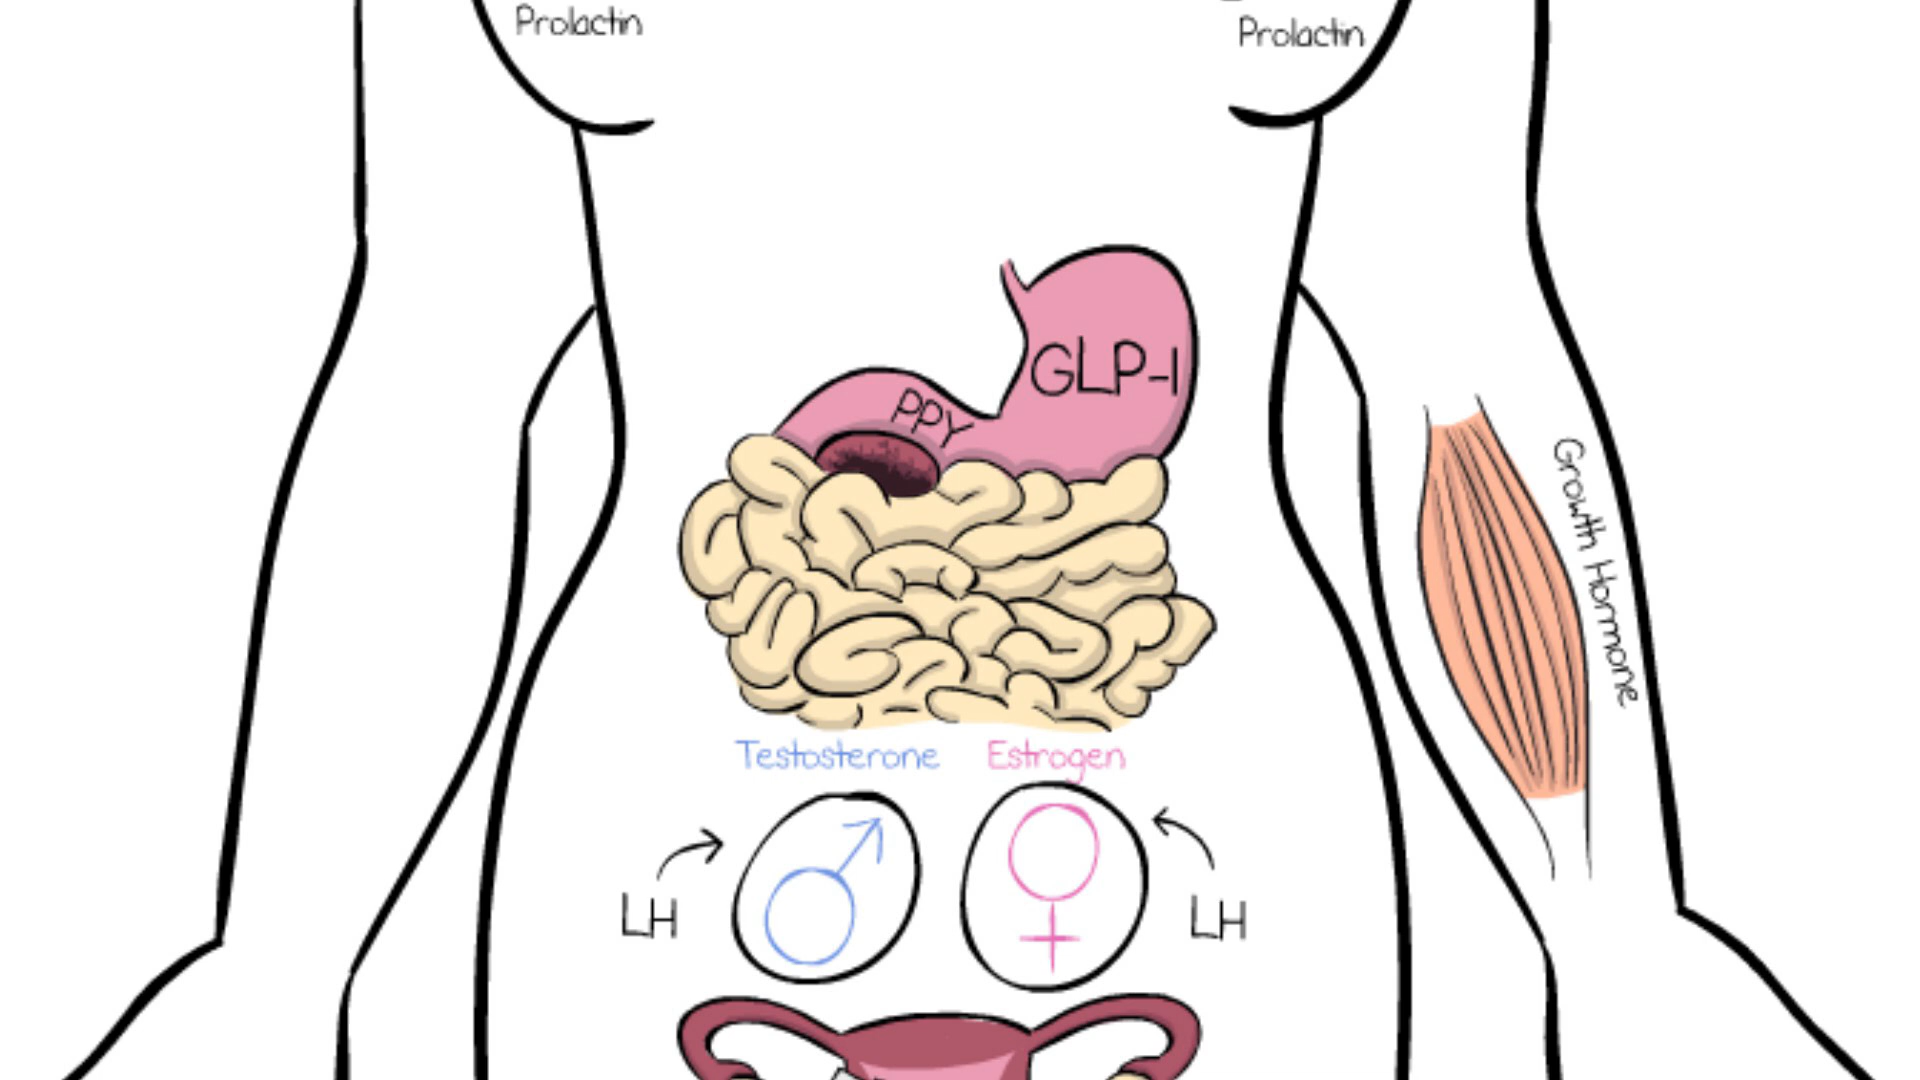 Prolactin
Prolactin
GLP-1
PPY
Growth Hormone
Testosterone
Estrogen
LH
LH